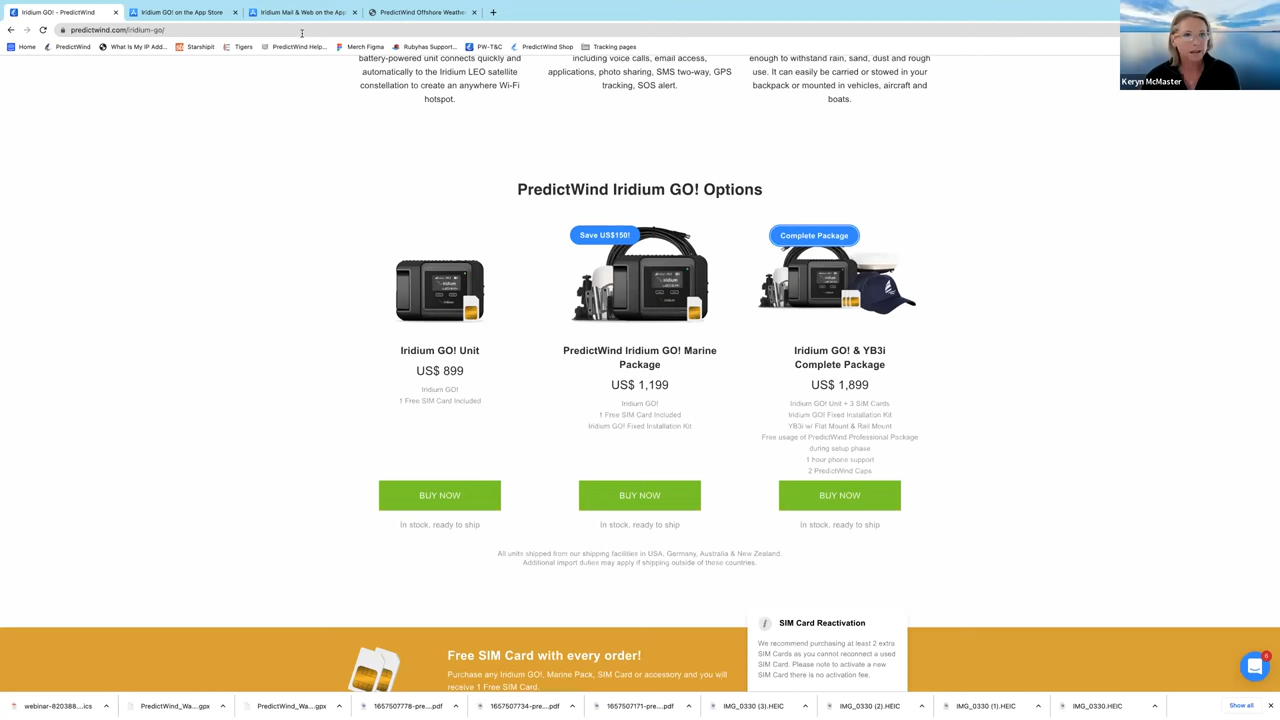 Iridium GO! - PredictWind
Iridium GO! on the App Store
Iridium Mail & Web on the App
PredictWind Offshore Weathe
predictwind.com/iridium-go/
Home
PredictWind
What Is My IP Add...
Starshipit
Tigers
PredictWind Help...
Merch Figma
Rubyhas Support...
PW-T&C
PredictWind Shop
Tracking pages
Keryn McMaster
battery-powered unit connects quickly and
automatically to the Iridium LEO satellite
constellation to create an anywhere Wi-Fi
hotspot.
including voice calls, email access,
applications, photo sharing, SMS two-way, GPS
tracking, SOS alert.
enough to withstand rain, sand, dust and rough
use. It can easily be carried or stowed in your
backpack or mounted in vehicles, aircraft and
boats.
PredictWind Iridium GO! Options
Save US$150!
Complete Package
Iridium GO! Unit
US$ 899
Iridium GO!
1 Free SIM Card Included
BUY NOW
In stock, ready to ship
PredictWind Iridium GO! Marine
Package
US$ 1,199
Iridium GO!
1 Free SIM Card Included
Iridium GO! Fixed Installation Kit
BUY NOW
In stock, ready to ship
Iridium GO! & YB3i
Complete Package
US$ 1,899
Iridium GO! Unit + 3 SIM Cards
Iridium GO! Fixed Installation Kit
YB3i w/ Flat Mount & Rail Mount
Free usage of PredictWind Professional Package
during setup phase
1 hour phone support
2 PredictWind Caps
BUY NOW
In stock, ready to ship
All units shipped from our shipping facilities in USA, Germany, Australia & New Zealand.
Additional import duties may apply if shipping outside of these countries.
Free SIM Card with every order!
Purchase any Iridium GO!, Marine Pack, SIM Card or accessory and you will
receive 1 Free SIM Card.
SIM Card Reactivation
We recommend purchasing at least 2 extra
SIM Cards as you cannot reconnect a used
SIM Card. Please note to activate a new
SIM Card there is no activation fee.
6
webinar-820388....ics
PredictWind_Wa....gpx
PredictWind_Wa....gpx
1657507778-pre....pdf
1657507734-pre....pdf
1657507171-pre....pdf
IMG_0330 (3).HEIC
IMG_0330 (2).HEIC
IMG_0330 (1).HEIC
IMG_0330.HEIC
Show all